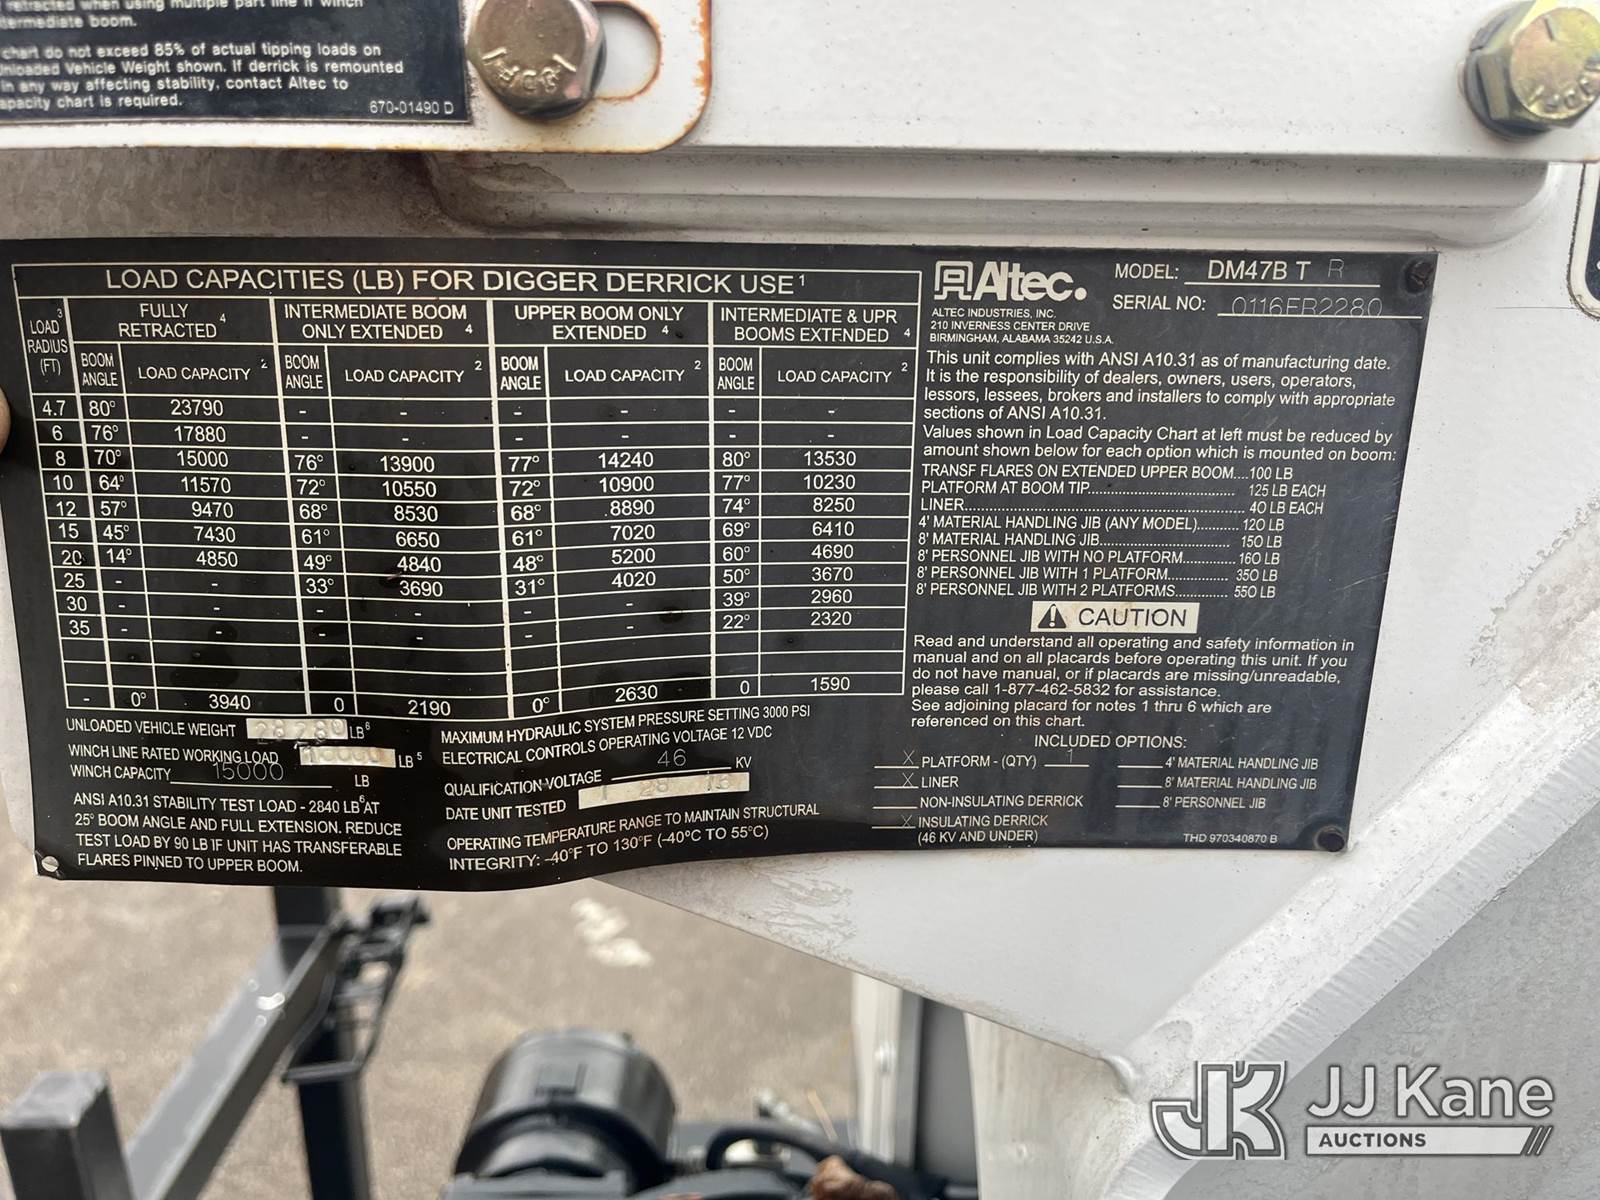 retracted when using multiple part line
intermediate boom.
chart do not exceed 85% of actual tipping loads on
Unloaded Vehicle Weight shown. If derrick is remounted
in any way affecting stability, contact Altec to
capacity chart is required.
670-01490 D
LOAD CAPACITIES (LB) FOR DIGGER DERRICK USE 1
LOAD RADIUS (FT) 3
FULLY RETRACTED 4
INTERMEDIATE BOOM ONLY EXTENDED 4
UPPER BOOM ONLY EXTENDED 4
INTERMEDIATE & UPR BOOMS EXTENDED 4
BOOM ANGLE LOAD CAPACITY 2 BOOM ANGLE LOAD CAPACITY 2 BOOM ANGLE LOAD CAPACITY 2 BOOM ANGLE LOAD CAPACITY 2
4.7 80° 23790 - - - - - -
6 76° 17880 - - - - - -
8 70° 15000 76° 13900 77° 14240 80° 13530
10 64° 11570 72° 10550 72° 10900 77° 10230
12 57° 9470 68° 8530 68° 8890 74° 8250
15 45° 7430 61° 6650 61° 7020 69° 6410
20 14° 4850 49° 4840 48° 5200 60° 4690
25 - - 33° 3690 31° 4020 50° 3670
30 - - - - - - 39° 2960
35 - - - - - - 22° 2320
- 0° 3940 0 2190 0° 2630 0 1590
UNLOADED VEHICLE WEIGHT 28280 LB 6
WINCH LINE RATED WORKING LOAD LB 5
WINCH CAPACITY 15000 LB
ANSI A10.31 STABILITY TEST LOAD - 2840 LB 6 AT
25° BOOM ANGLE AND FULL EXTENSION. REDUCE
TEST LOAD BY 90 LB IF UNIT HAS TRANSFERABLE
FLARES PINNED TO UPPER BOOM.
MAXIMUM HYDRAULIC SYSTEM PRESSURE SETTING 3000 PSI
ELECTRICAL CONTROLS OPERATING VOLTAGE 12 VDC
QUALIFICATION VOLTAGE 46 KV
DATE UNIT TESTED 1 28 16
OPERATING TEMPERATURE RANGE TO MAINTAIN STRUCTURAL
INTEGRITY: -40°F TO 130°F (-40°C TO 55°C)
Altec.
ALTEC INDUSTRIES, INC.
210 INVERNESS CENTER DRIVE
BIRMINGHAM, ALABAMA 35242 U.S.A.
MODEL: DM47B T R
SERIAL NO: 0116FR2280
This unit complies with ANSI A10.31 as of manufacturing date.
It is the responsibility of dealers, owners, users, operators,
lessors, lessees, brokers and installers to comply with appropriate
sections of ANSI A10.31.
Values shown in Load Capacity Chart at left must be reduced by
amount shown below for each option which is mounted on boom:
TRANSF FLARES ON EXTENDED UPPER BOOM....100 LB
PLATFORM AT BOOM TIP.................................. 125 LB EACH
LINER.................................................................. 40 LB EACH
4' MATERIAL HANDLING JIB (ANY MODEL).......... 120 LB
8' MATERIAL HANDLING JIB............................... 150 LB
8' PERSONNEL JIB WITH NO PLATFORM............. 160 LB
8' PERSONNEL JIB WITH 1 PLATFORM............... 350 LB
8' PERSONNEL JIB WITH 2 PLATFORMS............. 550 LB
CAUTION
Read and understand all operating and safety information in
manual and on all placards before operating this unit. If you
do not have manual, or if placards are missing/unreadable,
please call 1-877-462-5832 for assistance.
See adjoining placard for notes 1 thru 6 which are
referenced on this chart.
INCLUDED OPTIONS:
X PLATFORM - (QTY) 1
X LINER
NON-INSULATING DERRICK
X INSULATING DERRICK
(46 KV AND UNDER)
4' MATERIAL HANDLING JIB
8' MATERIAL HANDLING JIB
8' PERSONNEL JIB
THD 970340870 B
JK JJ Kane
AUCTIONS